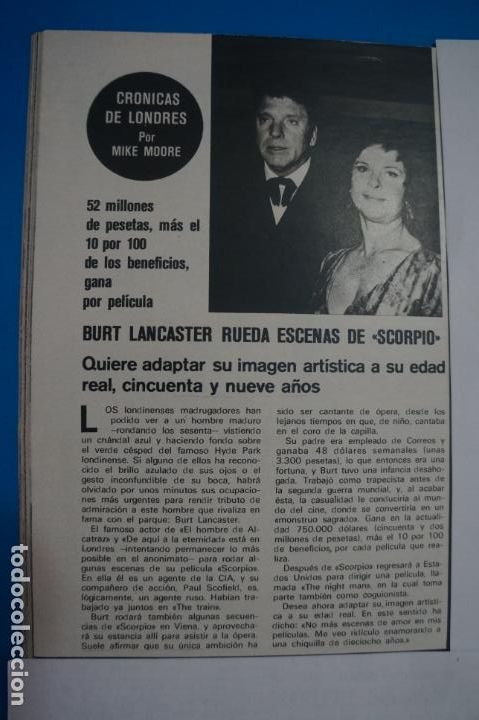 CRONICAS
DE LONDRES
Por
MIKE MOORE
52 millones
de pesetas, más el
10 por 100
de los beneficios,
gana
por película
BURT LANCASTER RUEDA ESCENAS DE «SCORPIO»
Quiere adaptar su imagen artística a su edad
real, cincuenta y nueve años
LOS londinenses madrugadores han
podido ver a un hombre maduro
—rondando los sesenta— vistiendo
un chándal azul y haciendo fondo sobre
el verde césped del famoso Hyde Park
londinense. Si alguno de ellos ha reco-
cido el brillo azulado de sus ojos o el
gesto inconfundible de su boca, habrá
olvidado por unos minutos sus ocupacio-
nes más urgentes para rendir tributo de
admiración a este hombre que rivaliza en
fama con el parque: Burt Lancaster.
El famoso actor de «El hombre de Al-
catraz» y «De aquí a la eternidad» está en
Londres —intentando permanecer lo más
posible en el anonimato— para rodar al-
gunas escenas de su película «Scorpio».
En ella él es un agente de la CIA, y su
compañero de acción, Paul Scofield, es,
lógicamente, un agente ruso. Habían tra-
bajado ya juntos en «The train».
Burt rodará también algunas secuen-
cias de «Scorpio» en Viena, y aprovecha-
rá su estancia allí para asistir a la ópera.
Suele afirmar que su única ambición ha
sido ser cantante de ópera, desde los
lejanos tiempos en que, de niño, cantaba
en el coro de la capilla.
Su padre era empleado de Correos y
ganaba 48 dólares semanales (unas
3.300 pesetas), lo que entonces era una
fortuna, y Burt tuvo una infancia desaho-
gada. Trabajó como trapecista antes de
la segunda guerra mundial, y, al acabar
ésta, la casualidad le conduciría al mun-
do del cine, donde se convertiría en un
«monstruo sagrado». Gana en la actuali-
dad 750.000 dólares (cincuenta y dos
millones de pesetas), más el 10 por 100
de beneficios, por cada película que rea-
liza.
Después de «Scorpio» regresará a Esta-
dos Unidos para dirigir una película, lla-
mada «The night man», en la cual toma
parte también como coguionista.
Desea ahora adaptar su imagen artísti-
ca a su edad real. En este sentido ha
dicho: «No más escenas de amor en mis
películas. Me veo ridículo enamorando a
una chiquilla de dieciocho años.»
todocoleccion.net